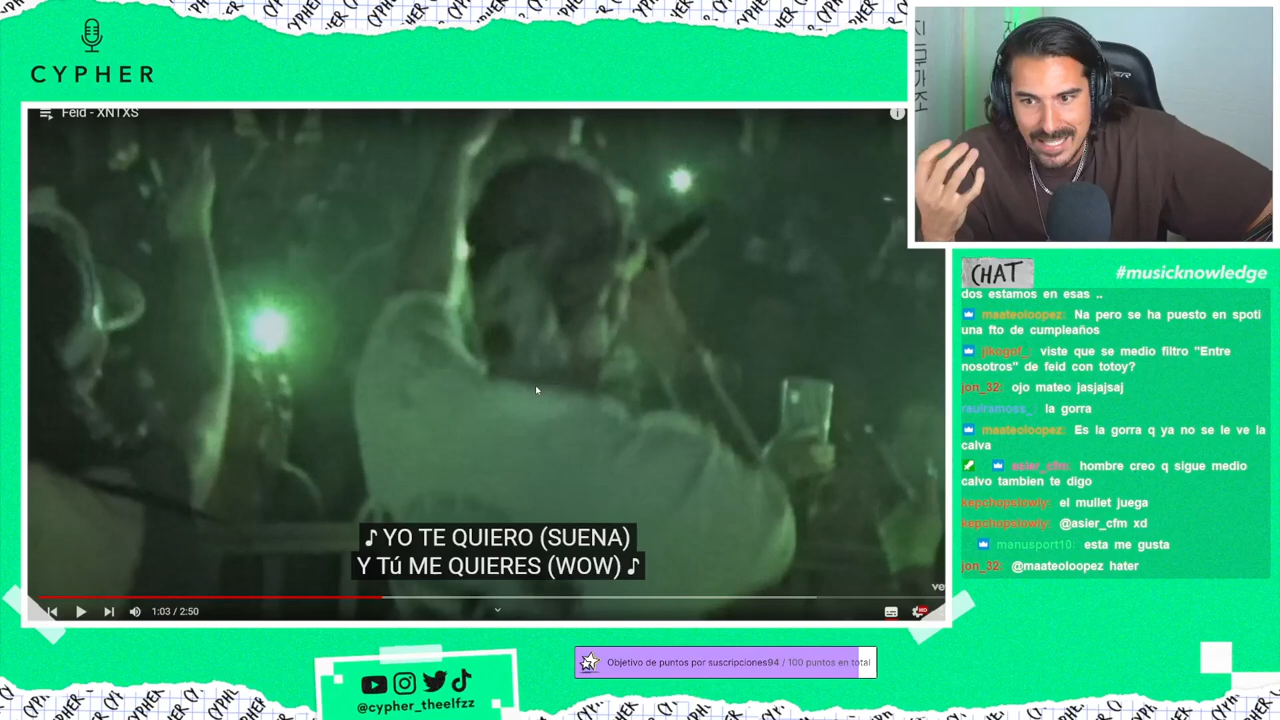 CYPHER
Feid - XNTXS
♪ YO TE QUIERO (SUENA)
Y Tú ME QUIERES (WOW) ♪
1:03 / 2:50
HD
CHAT
#musicknowledge
dos estamos en esas ..
maateoloopez: Na pero se ha puesto en spoti
una fto de cumpleaños
viste que se medio filtro "Entre
nosotros" de feid con totoy?
jon_32: ojo mateo jasjajsaj
raulramoss_: la gorra
maateoloopez: Es la gorra q ya no se le ve la
calva
asier_cfm: hombre creo q sigue medio
calvo tambien te digo
kepchopslowly: el mullet juega
kepchopslowly: @asier_cfm xd
manusport10: esta me gusta
jon_32: @maateoloopez hater
Objetivo de puntos por suscripciones94 / 100 puntos en total
@cypher_theelfzz